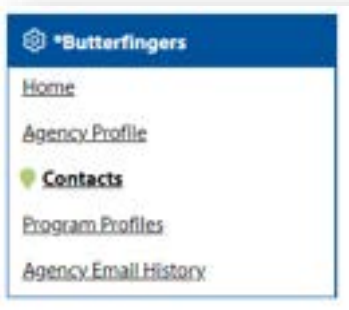 *Butterfingers
Home
Agency Profile
Contacts
Program Profiles
Agency Email History